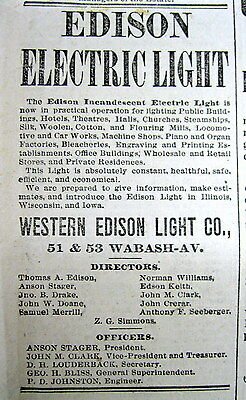 managers of the Estate.
EDISON
ELECTRIC LIGHT
The Edison Incandescent Electric Light is
now in practical operation for lighting Public Build-
ings, Hotels, Theatres, Halls, Churches, Steamships,
Silk, Woolen, Cotton, and Flouring Mills, Locomo-
tive and Car Works, Machine Shops, Piano and Organ
Factories, Bleacheries, Engraving and Printing Es-
tablishments, Office Buildings, Wholesale and Retail
Stores, and Private Residences.
This Light is absolutely constant, healthful, safe,
efficient, and economical.
We are prepared to give information, make esti-
mates, and introduce the Edison Light in Illinois,
Wisconsin, and Iowa.
WESTERN EDISON LIGHT CO.,
51 & 53 WABASH-AV.
DIRECTORS.
Thomas A. Edison, Norman Williams,
Anson Stager, Edson Keith,
Jno. B. Drake, John M. Clark,
John W. Doane, John Crerar,
Samuel Merrill, Anthony F. Seeberger,
Z. G. Simmons.
OFFICERS.
ANSON STAGER, President.
JOHN M. CLARK, Vice-President and Treasurer.
D. H. LOUDERBACK, Secretary.
GEO. H. BLISS, General Superintendent.
P. D. JOHNSTON, Engineer.